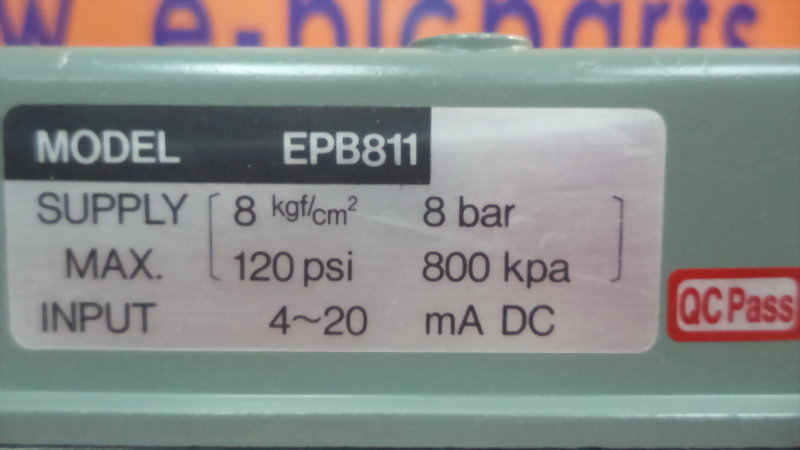 e-picparts
MODEL EPB811
SUPPLY 8 kgf/cm² 8 bar
MAX. 120 psi 800 kpa
INPUT 4~20 mA DC
QC Pass